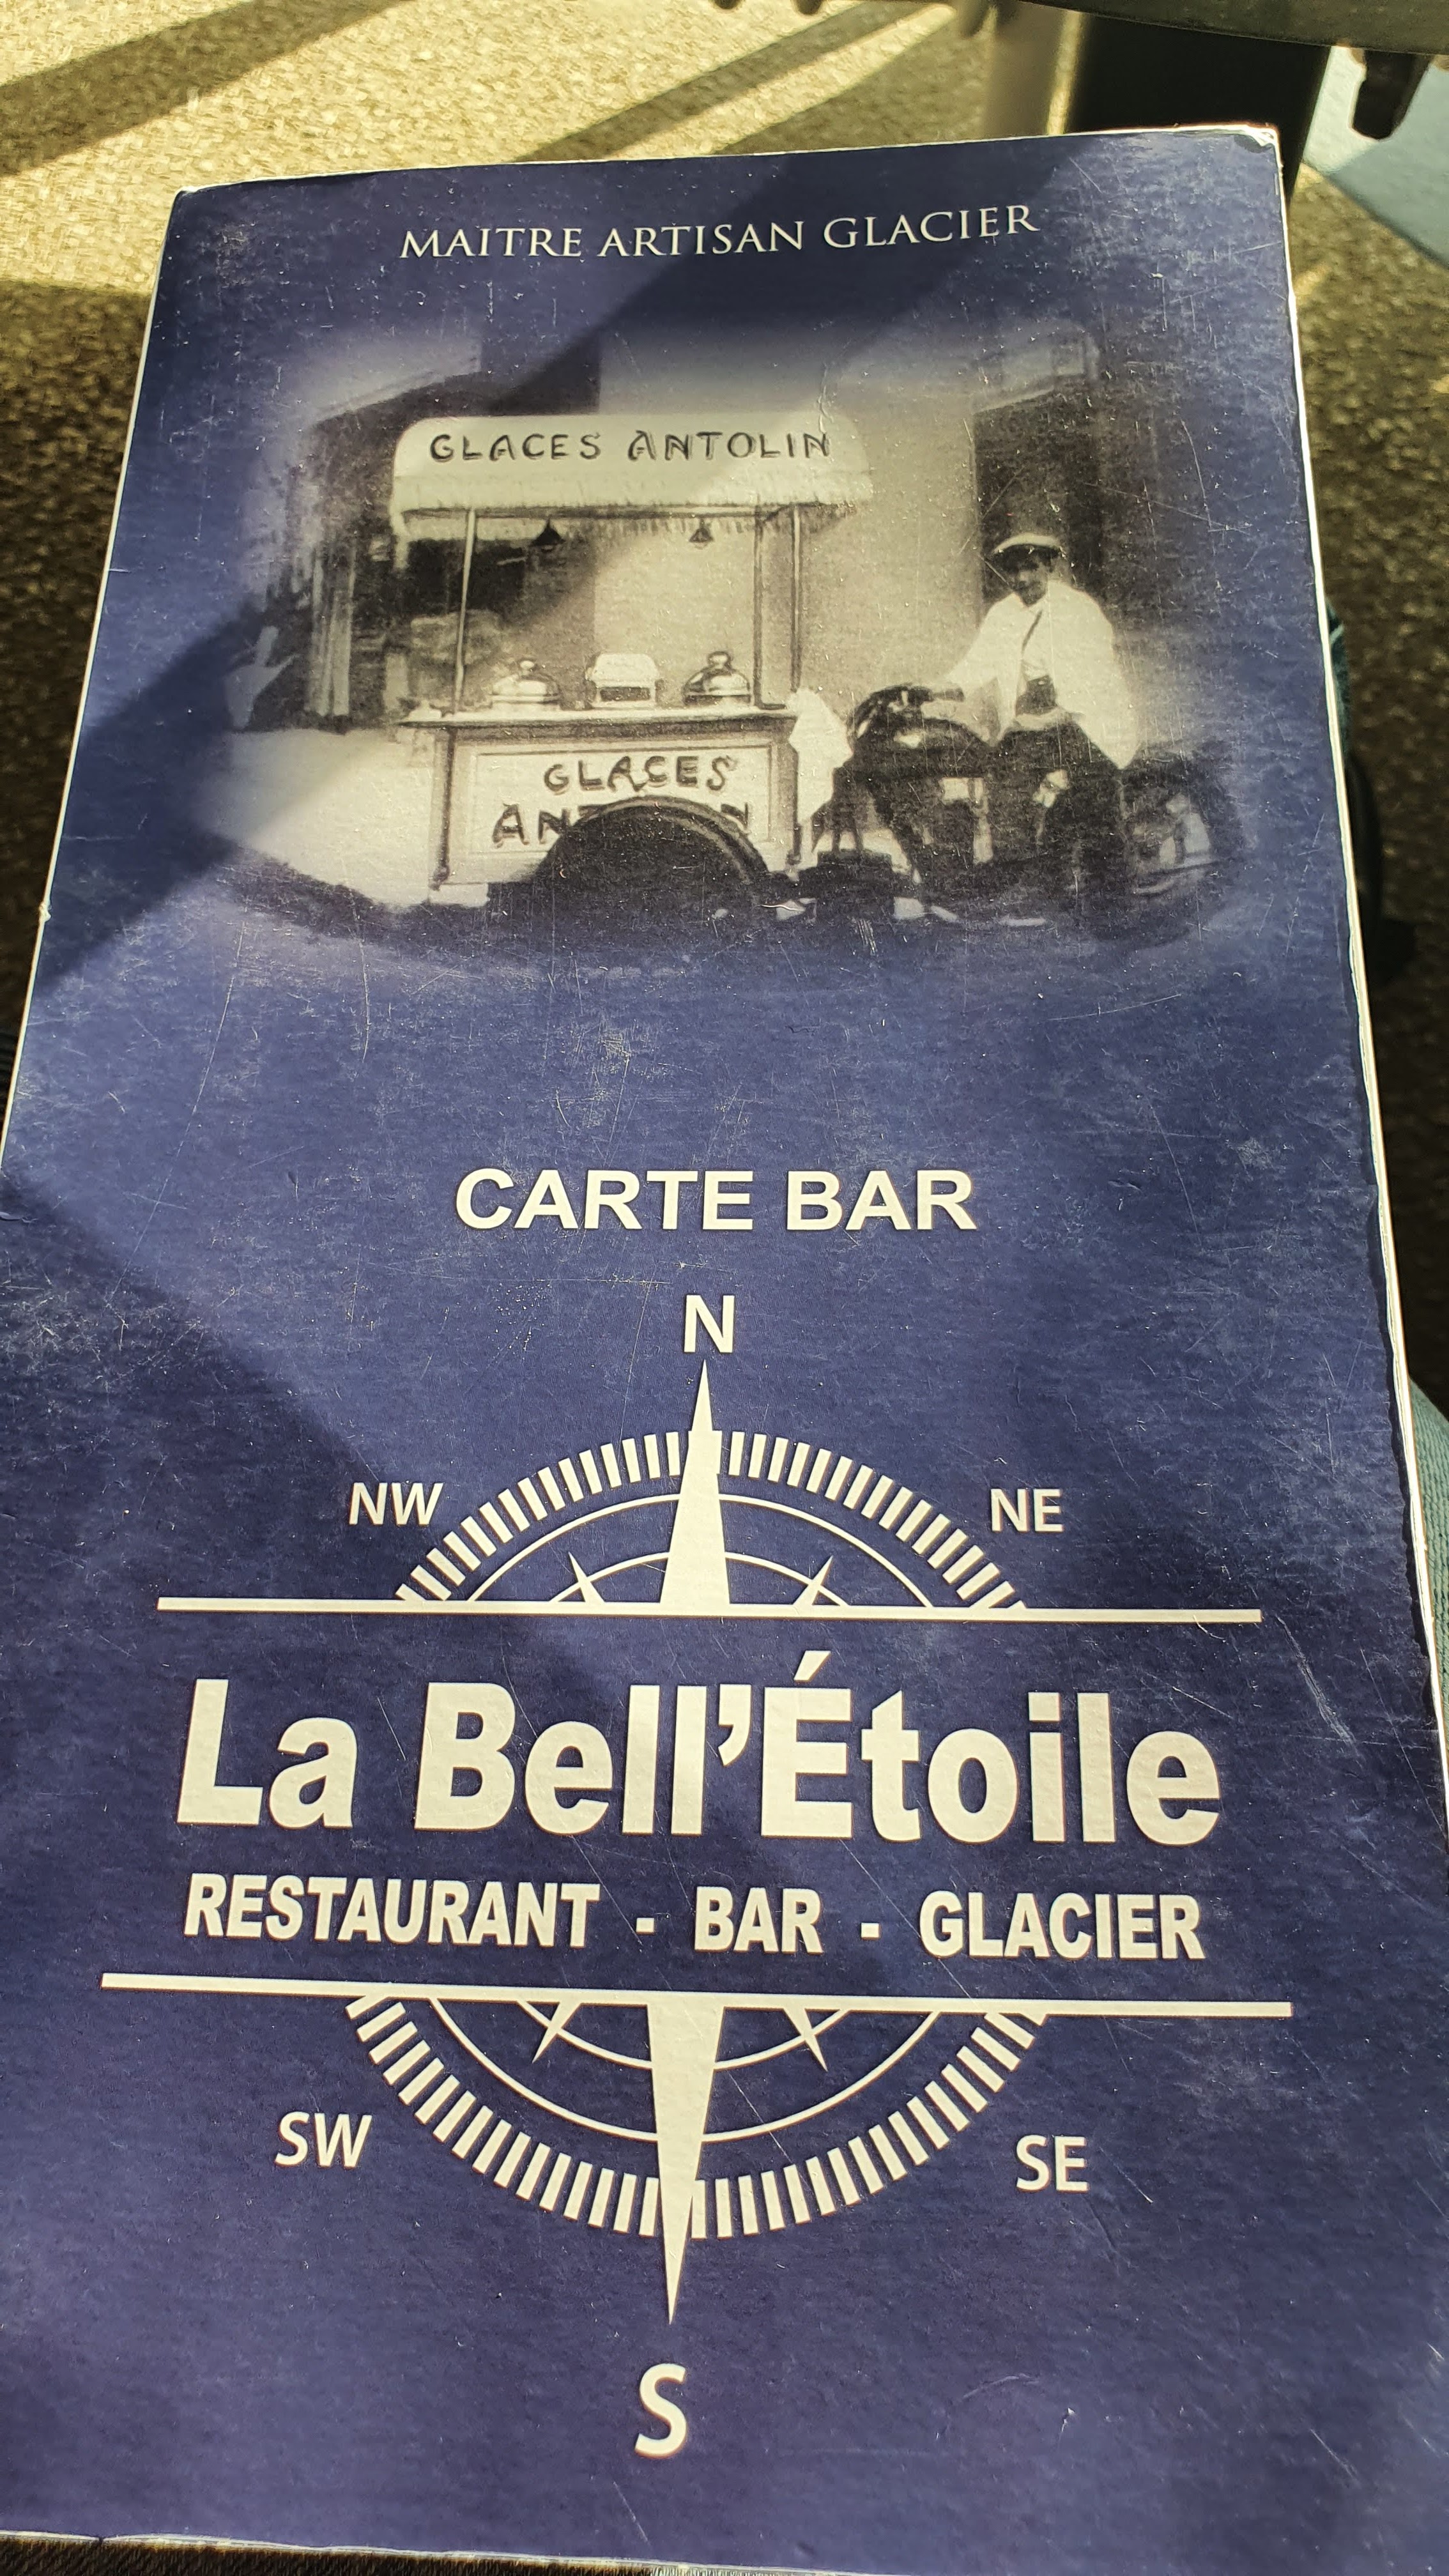 MAITRE ARTISAN GLACIER
GLACES ANTOLIN
GLACES
CARTE BAR
N
NW
NE
La Bell'Étoile
RESTAURANT - BAR - GLACIER
SW
SE
S